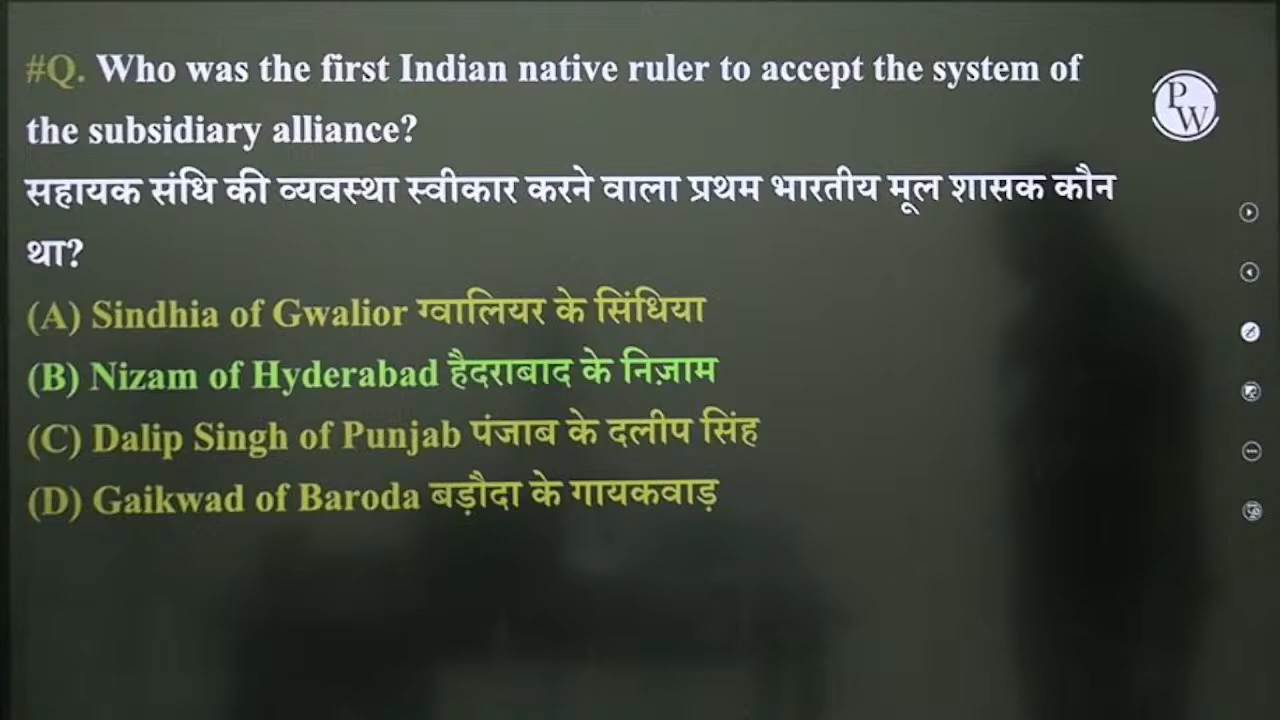 #Q. Who was the first Indian native ruler to accept the system of
the subsidiary alliance?
सहायक संधि की व्यवस्था स्वीकार करने वाला प्रथम भारतीय मूल शासक कौन
था?
(A) Sindhia of Gwalior ग्वालियर के सिंधिया
(B) Nizam of Hyderabad हैदराबाद के निज़ाम
(C) Dalip Singh of Punjab पंजाब के दलीप सिंह
(D) Gaikwad of Baroda बड़ौदा के गायकवाड़
PW